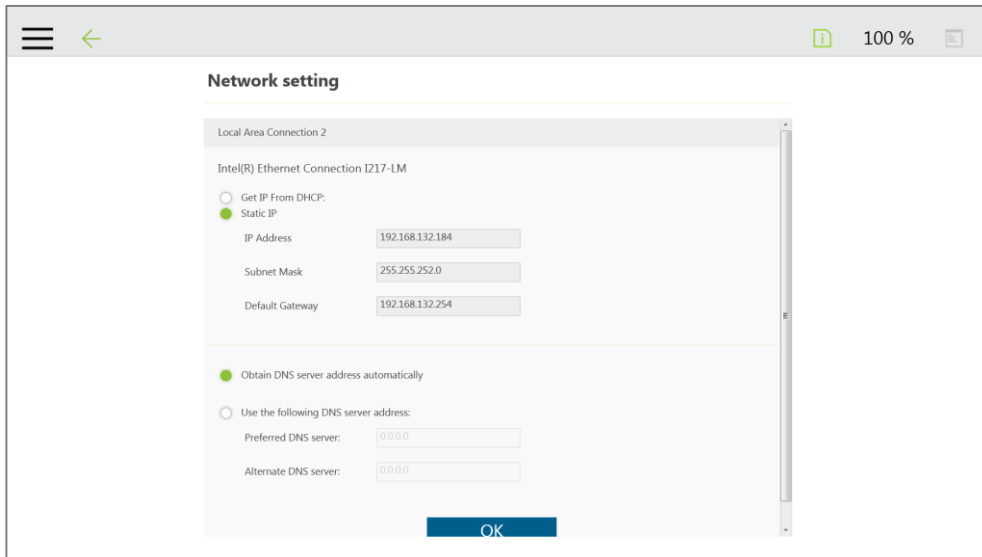 100 %
Network setting
Local Area Connection 2
Intel(R) Ethernet Connection I217-LM
Get IP From DHCP:
Static IP
IP Address 192.168.132.184
Subnet Mask 255.255.252.0
Default Gateway 192.168.132.254
Obtain DNS server address automatically
Use the following DNS server address:
Preferred DNS server: 0.0.0.0
Alternate DNS server: 0.0.0.0
OK